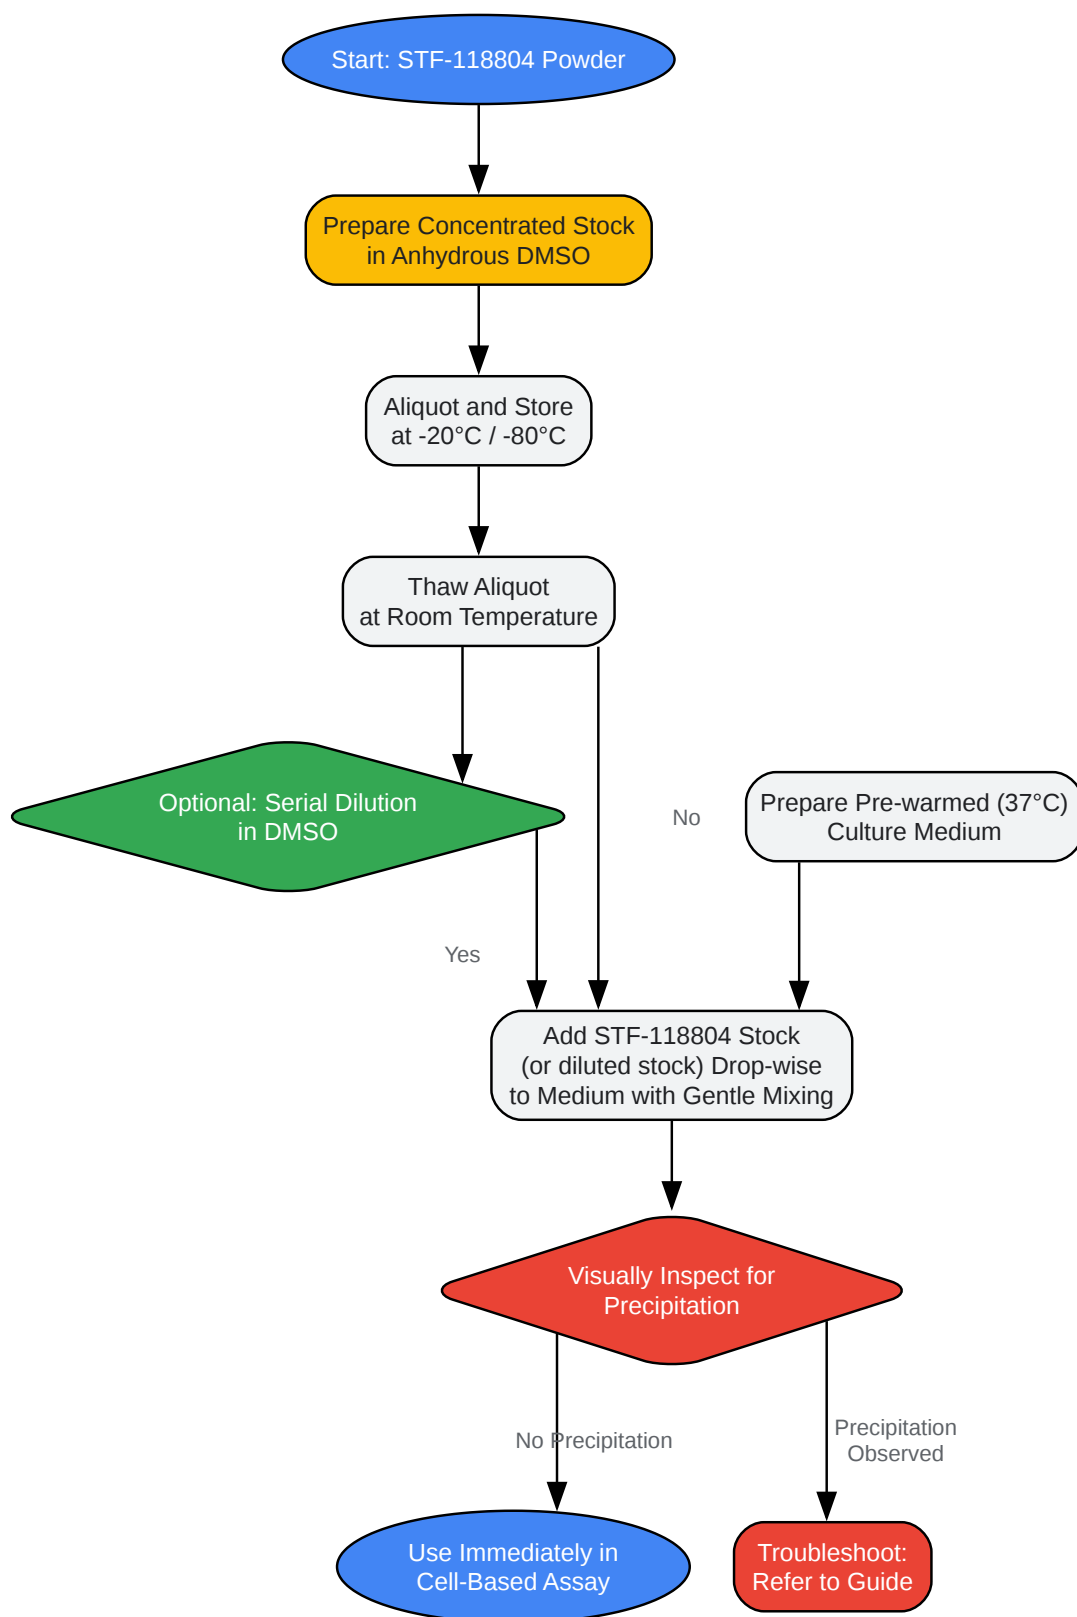 Start: STF-118804 Powder
Prepare Concentrated Stock
in Anhydrous DMSO
Aliquot and Store
at -20°C / -80°C
Thaw Aliquot
at Room Temperature
Optional: Serial Dilution
in DMSO
No
Prepare Pre-warmed (37°C)
Culture Medium
Yes
Add STF-118804 Stock
(or diluted stock) Drop-wise
to Medium with Gentle Mixing
Visually Inspect for
Precipitation
No Precipitation
Precipitation
Observed
Use Immediately in
Cell-Based Assay
Troubleshoot:
Refer to Guide